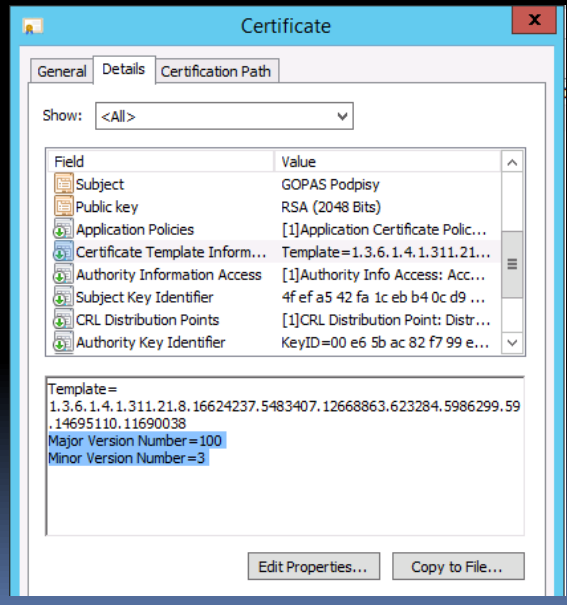 Certificate
x
General Details Certification Path
Show: <All>
Field Value
Subject GOPAS Podpisy
Public key RSA (2048 Bits)
Application Policies [1]Application Certificate Polic...
Certificate Template Inform... Template=1.3.6.1.4.1.311.21...
Authority Information Access [1]Authority Info Access: Acc...
Subject Key Identifier 4f ef a5 42 fa 1c eb b4 0c d9 ...
CRL Distribution Points [1]CRL Distribution Point: Distr...
Authority Key Identifier KeyID=00 e6 5b ac 82 f7 99 e...
Template=
1.3.6.1.4.1.311.21.8.16624237.5483407.12668863.623284.5986299.59
.14695110.11690038
Major Version Number=100
Minor Version Number=3
Edit Properties... Copy to File...